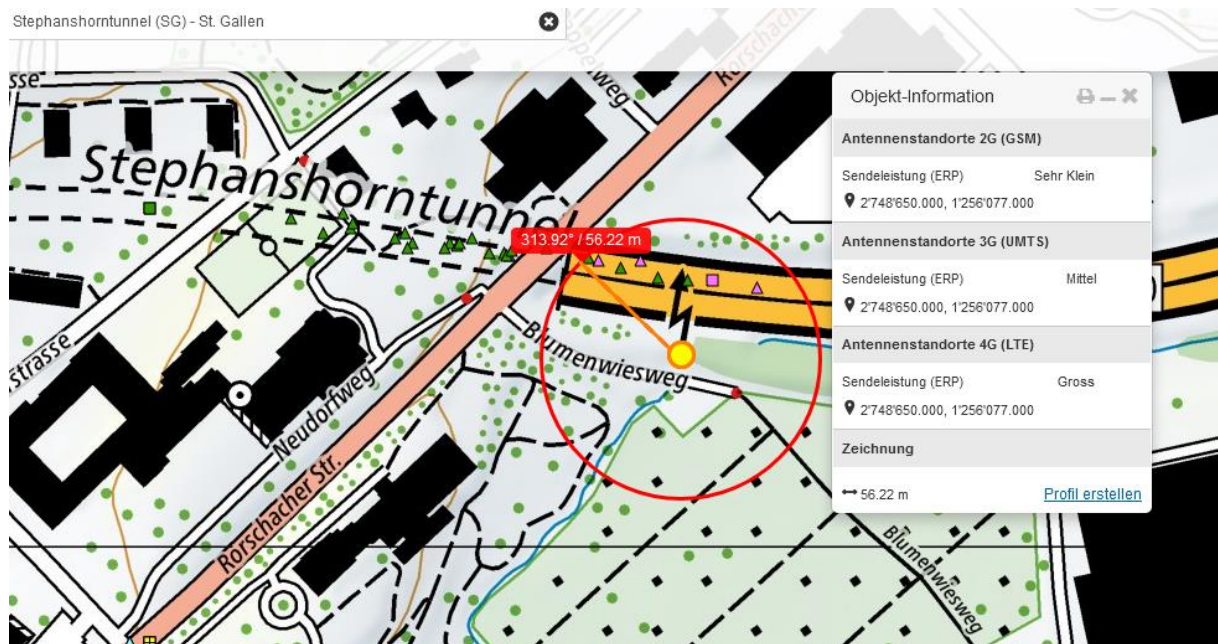 Stephanshorntunnel (SG) - St. Gallen
Stephanshorntunnel
313.92° / 56.22 m
Blumenwiesweg
Neudorfweg
Rorschacher Str.
Blumenwiesweg
Objekt-Information
Antennenstandorte 2G (GSM)
Sendeleistung (ERP) Sehr Klein
2'748'650.000, 1'256'077.000
Antennenstandorte 3G (UMTS)
Sendeleistung (ERP) Mittel
2'748'650.000, 1'256'077.000
Antennenstandorte 4G (LTE)
Sendeleistung (ERP) Gross
2'748'650.000, 1'256'077.000
Zeichnung
56.22 m Profil erstellen